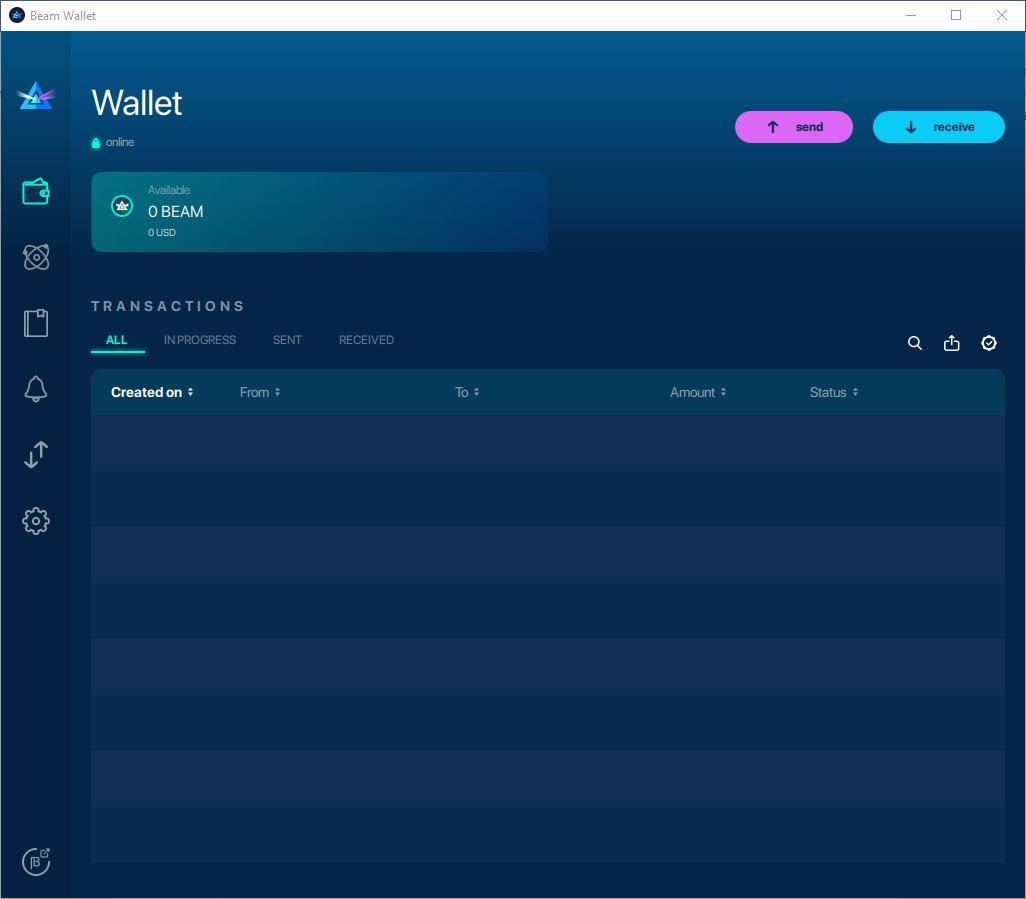 Beam Wallet
Wallet
online
send
receive
Available
0 BEAM
0 USD
TRANSACTIONS
ALL IN PROGRESS SENT RECEIVED
Created on From To Amount Status